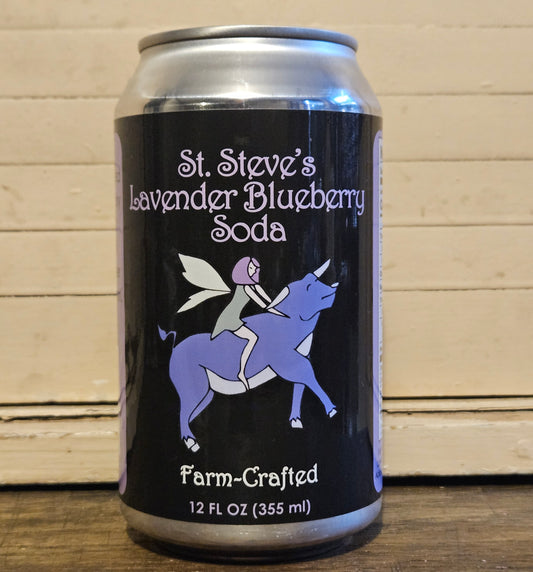 St. Steve's
Lavender Blueberry
Soda
Farm-Crafted
12 FL OZ (355 ml)